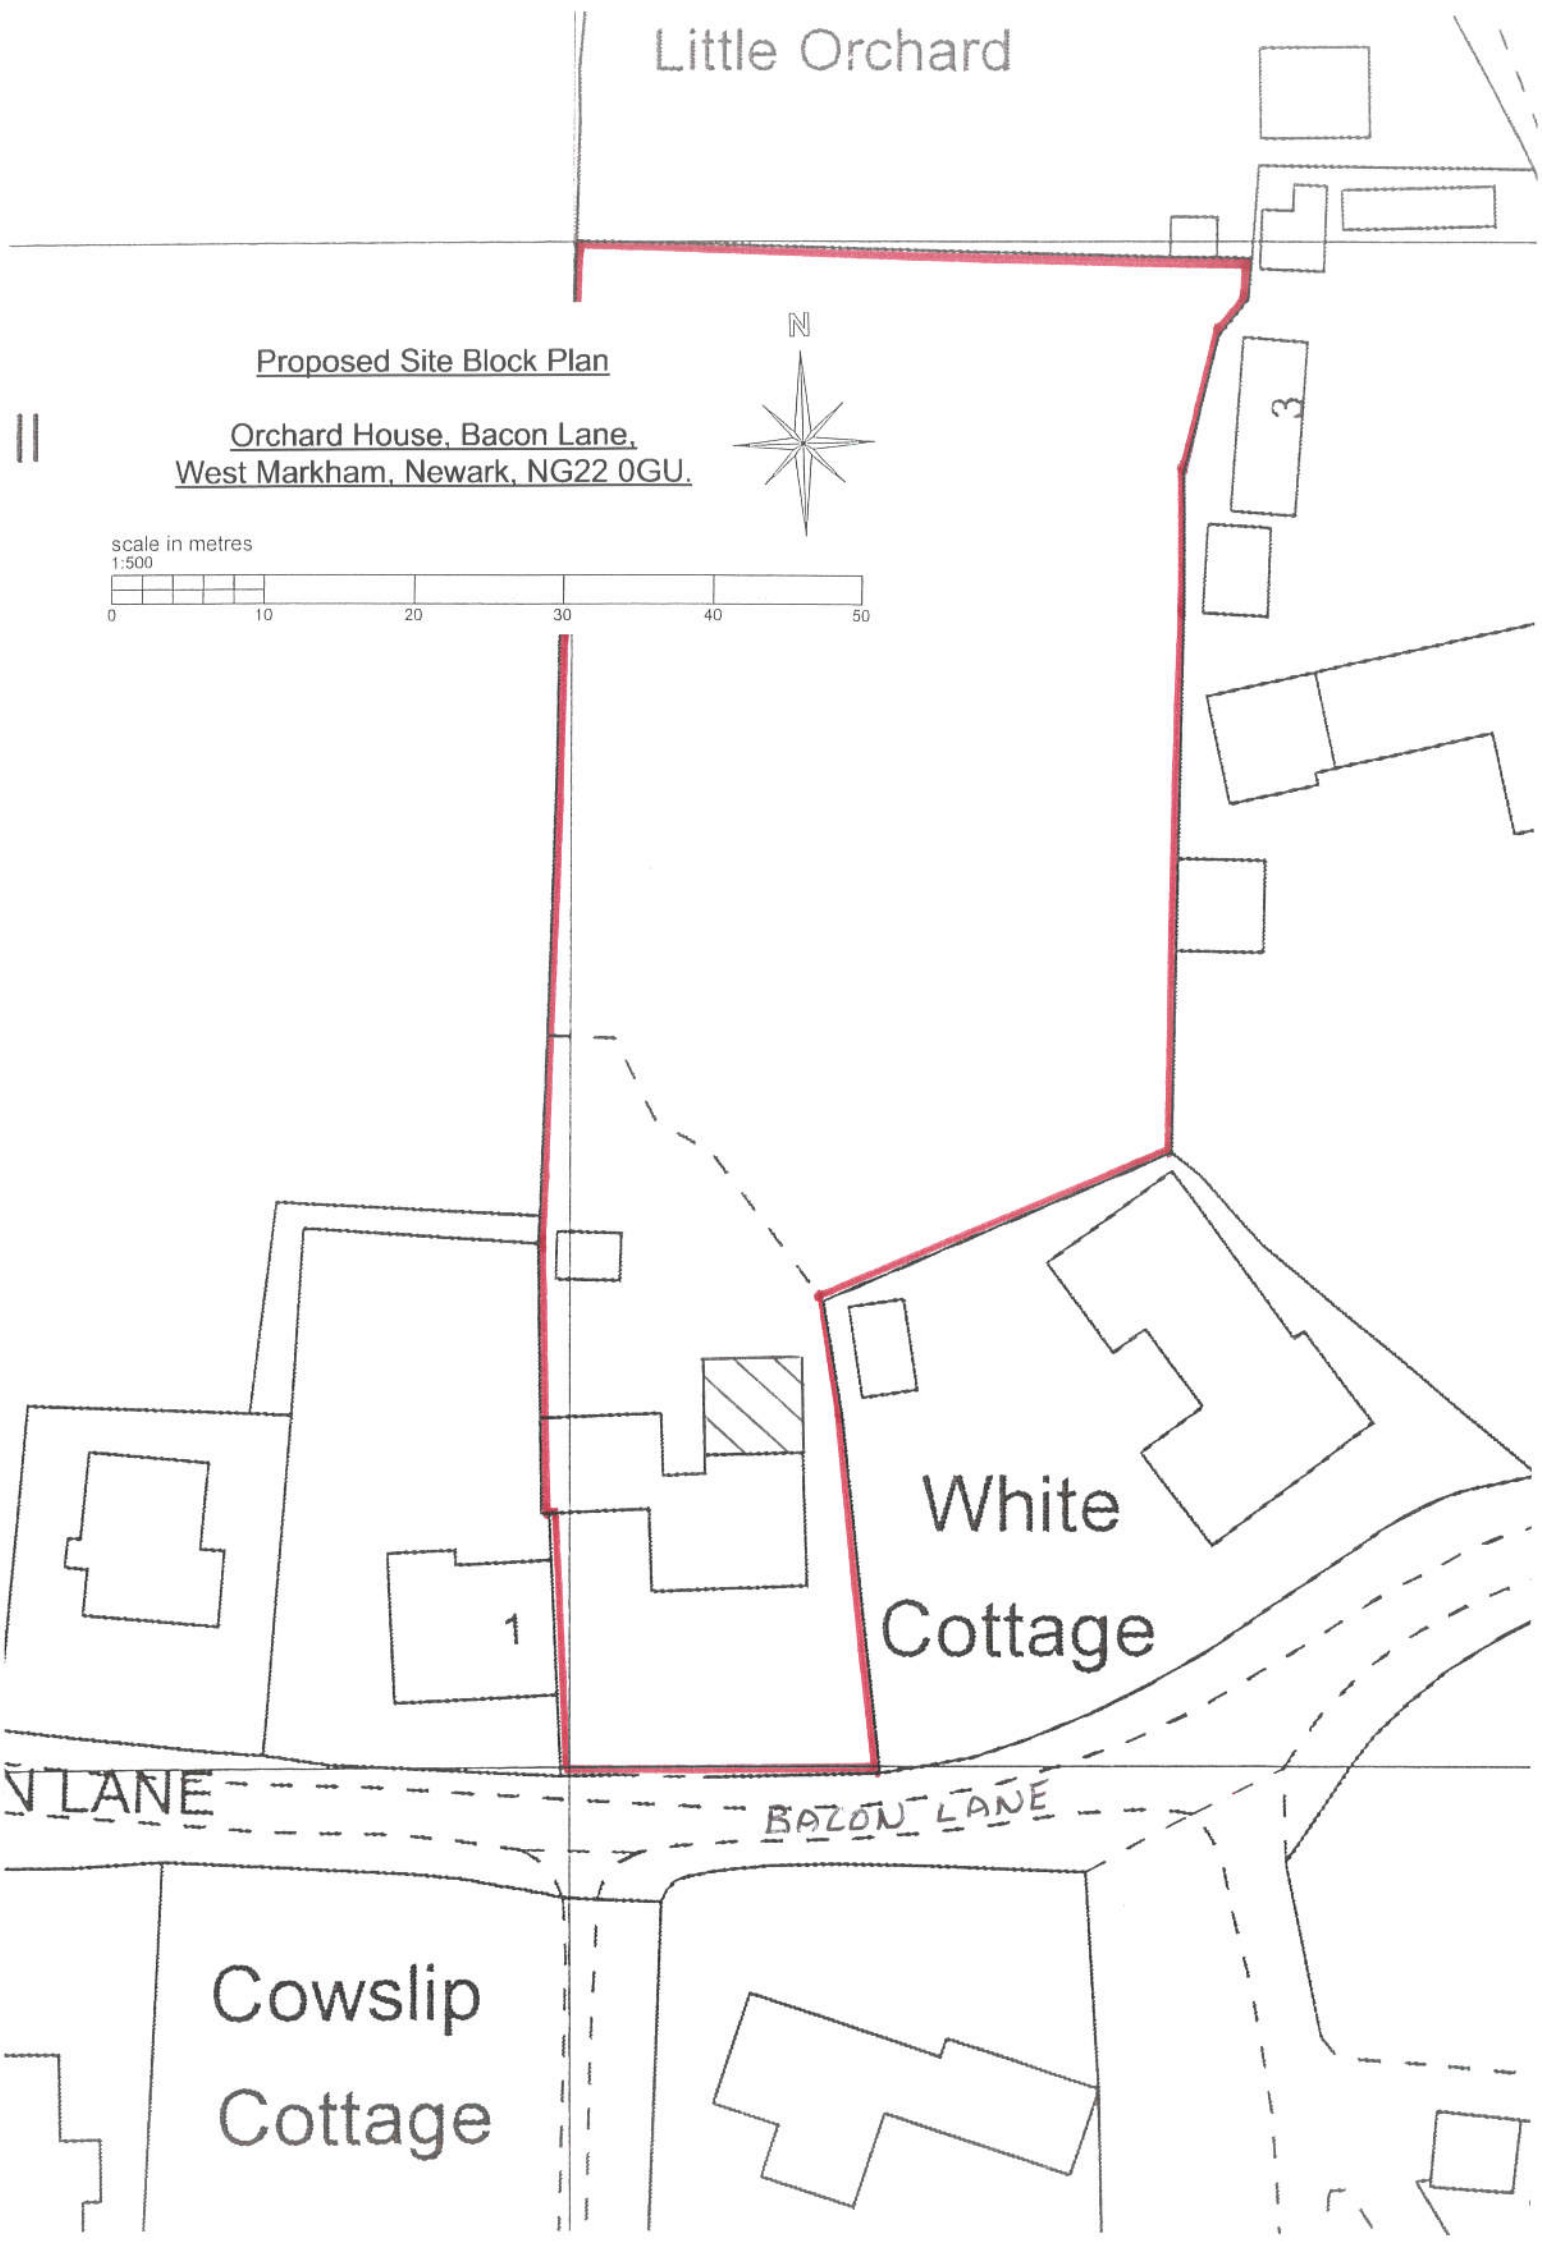 Little Orchard
N
Proposed Site Block Plan
Orchard House, Bacon Lane,
West Markham, Newark, NG22 0GU.
3
scale in metres
1:500
0 10 20 30 40 50
White
Cottage
1
LANE
BACON LANE
Cowslip
Cottage